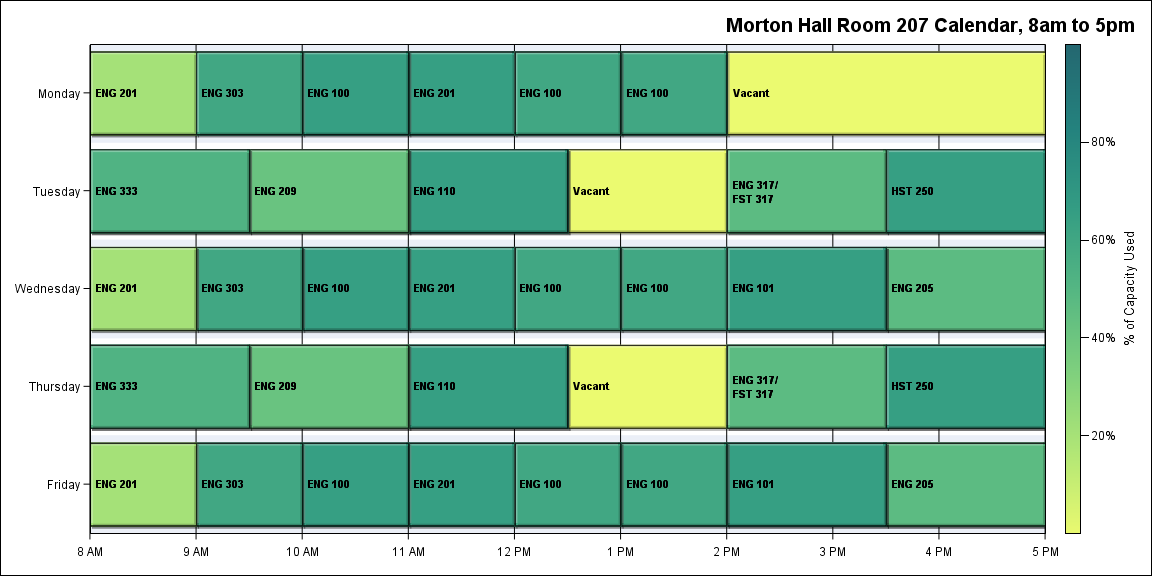 Morton Hall Room 207 Calendar, 8am to 5pm
Monday
ENG 201
ENG 303
ENG 100
ENG 201
ENG 100
ENG 100
Vacant
Tuesday
ENG 333
ENG 209
ENG 110
Vacant
ENG 317/
FST 317
HST 250
Wednesday
ENG 201
ENG 303
ENG 100
ENG 201
ENG 100
ENG 100
ENG 101
ENG 205
Thursday
ENG 333
ENG 209
ENG 110
Vacant
ENG 317/
FST 317
HST 250
Friday
ENG 201
ENG 303
ENG 100
ENG 201
ENG 100
ENG 100
ENG 101
ENG 205
8 AM
9 AM
10 AM
11 AM
12 PM
1 PM
2 PM
3 PM
4 PM
5 PM
80%
60%
40%
20%
% of Capacity Used